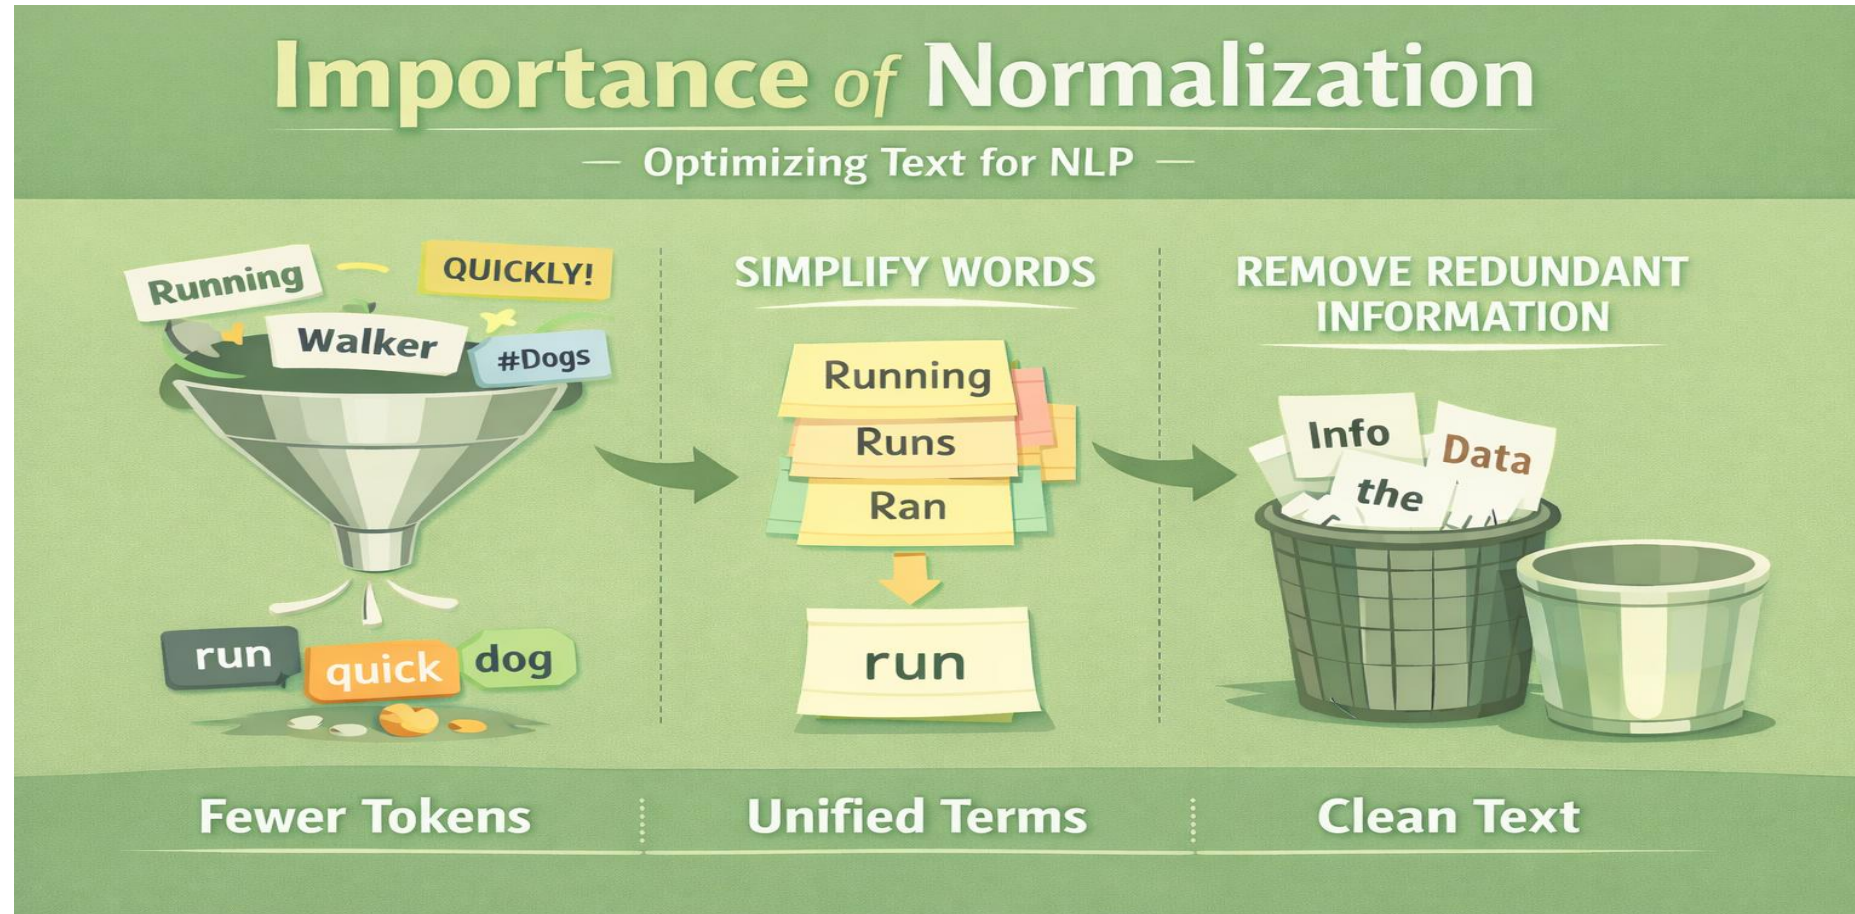 Importance of Normalization
Optimizing Text for NLP
Running
QUICKLY!
Walker
#Dogs
run
quick
dog
SIMPLIFY WORDS
Running
Runs
Ran
run
REMOVE REDUNDANT
INFORMATION
Info
Data
the
Fewer Tokens
Unified Terms
Clean Text